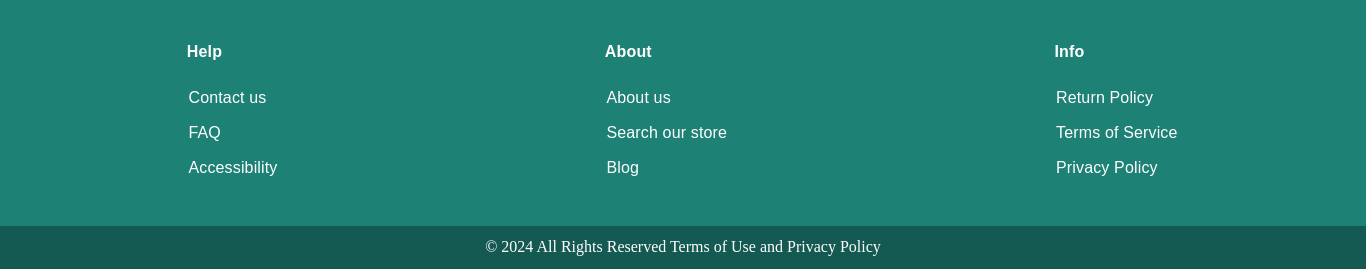 Help
Contact us
FAQ
Accessibility
About
About us
Search our store
Blog
Info
Return Policy
Terms of Service
Privacy Policy
© 2024 All Rights Reserved Terms of Use and Privacy Policy